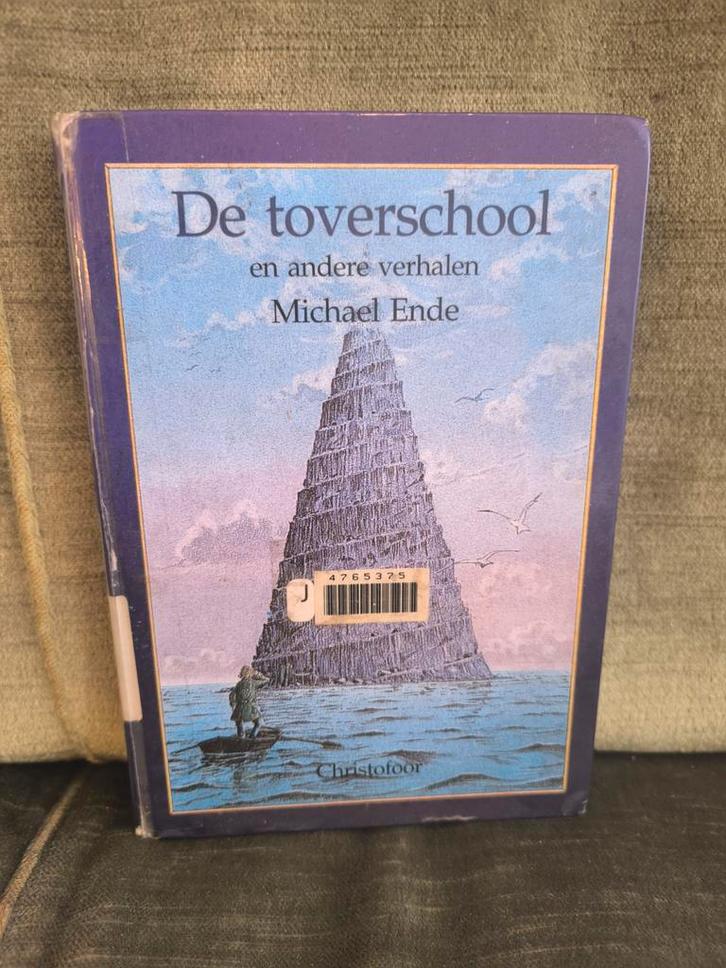 De toverschool
en andere verhalen
Michael Ende
4765375
J
Christofoor